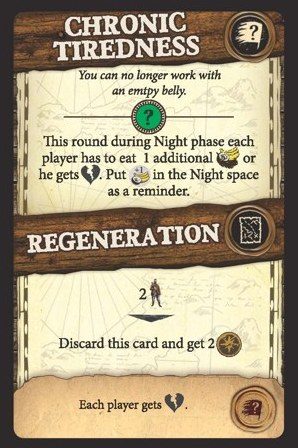 CHRONIC
TIREDNESS
?
You can no longer work with
an emtpy belly.
?
This round during Night phase each
player has to eat 1 additional or
he gets . Put in the Night space
as a reminder.
REGENERATION
2
Discard this card and get 2
Each player gets .
?